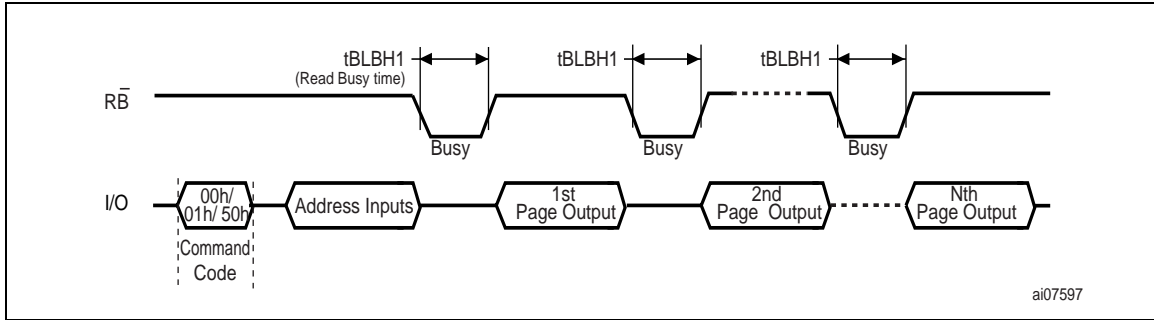 tBLBH1 tBLBH1 tBLBH1
(Read Busy time)
RB̅
Busy Busy Busy
I/O
00h/
01h/ 50h
Address Inputs
1st
Page Output
2nd
Page Output
Nth
Page Output
Command
Code
ai07597